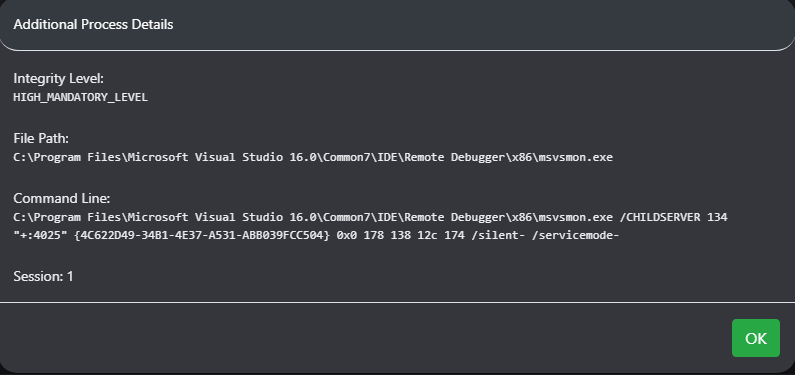 Additional Process Details
Integrity Level:
HIGH_MANDATORY_LEVEL
File Path:
C:\Program Files\Microsoft Visual Studio 16.0\Common7\IDE\Remote Debugger\x86\msvsmon.exe
Command Line:
C:\Program Files\Microsoft Visual Studio 16.0\Common7\IDE\Remote Debugger\x86\msvsmon.exe /CHILDSERVER 134
"+:4025" {4C622D49-34B1-4E37-A531-ABB039FCC504} 0x0 178 138 12c 174 /silent- /servicemode-
Session: 1
OK